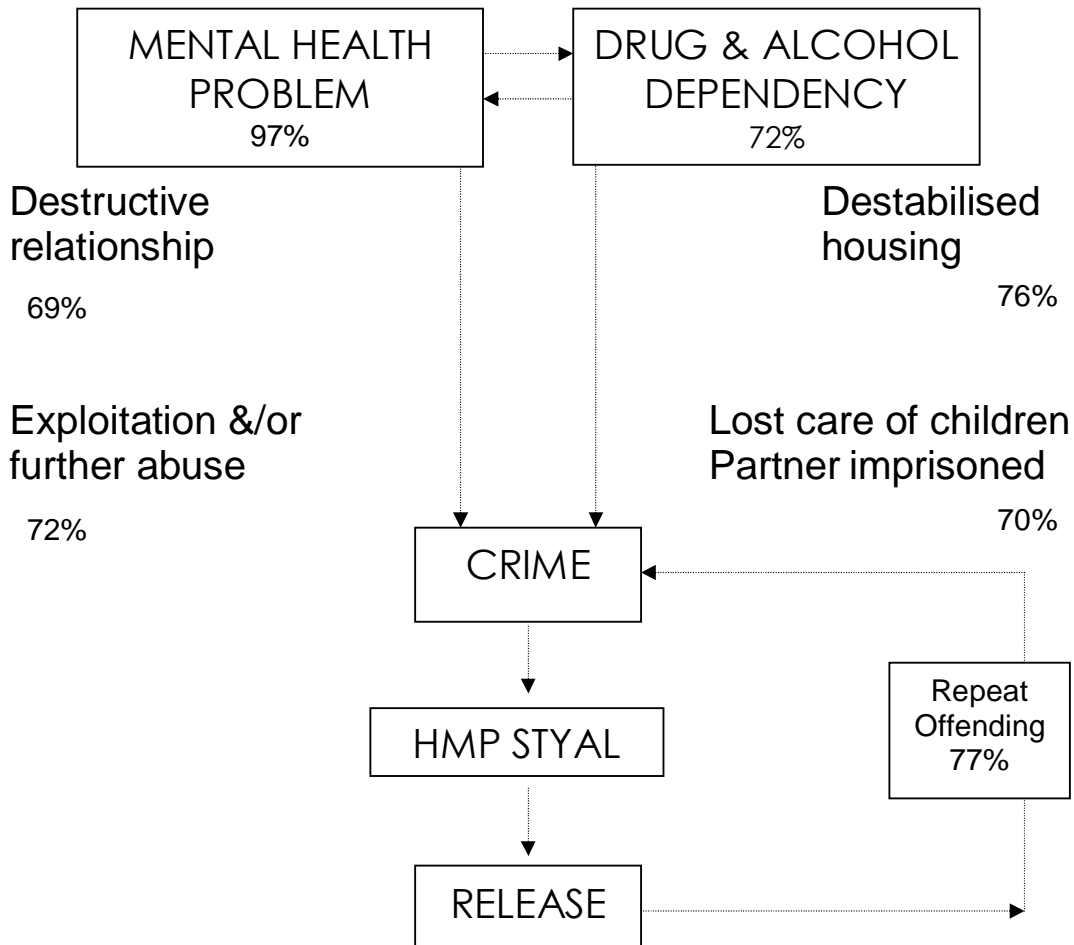 MENTAL HEALTH
PROBLEM
97%
DRUG & ALCOHOL
DEPENDENCY
72%
Destructive
relationship
69%
Destabilised
housing
76%
Exploitation &/or
further abuse
72%
Lost care of children
Partner imprisoned
70%
CRIME
Repeat
Offending
77%
HMP STYAL
RELEASE